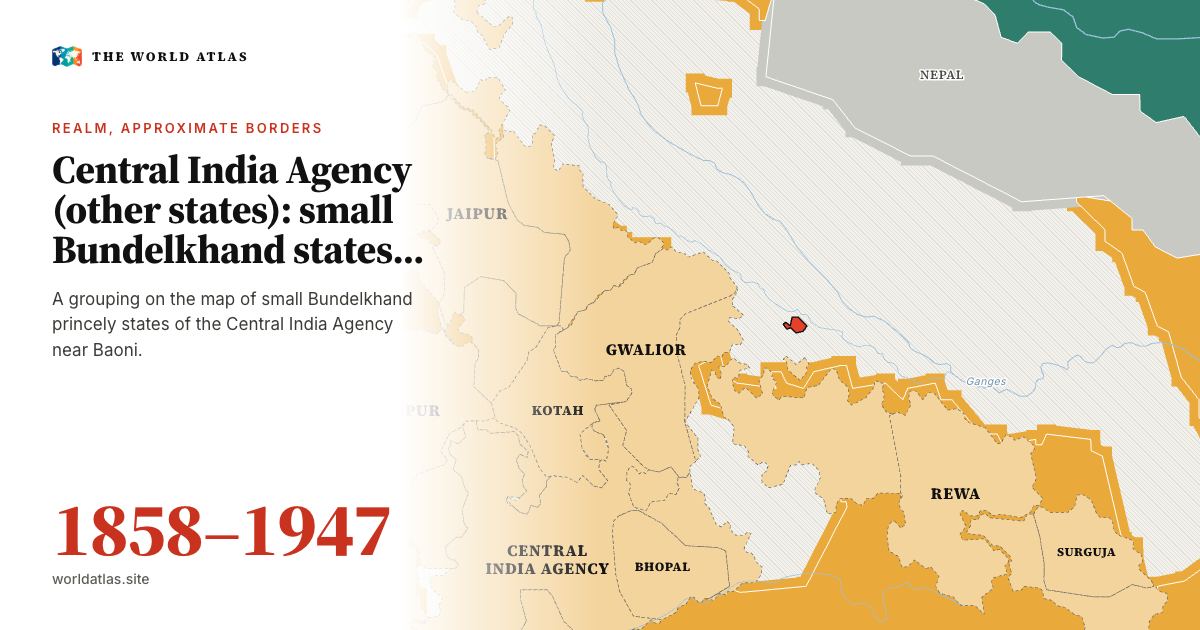 THE WORLD ATLAS
REALM, APPROXIMATE BORDERS
Central India Agency
(other states): small
Bundelkhand states...
A grouping on the map of small Bundelkhand
princely states of the Central India Agency
near Baoni.
1858–1947
worldatlas.site
NEPAL
JAIPUR
GWALIOR
Ganges
KOTAH
PUR
REWA
CENTRAL
INDIA AGENCY
BHOPAL
SURGUJA